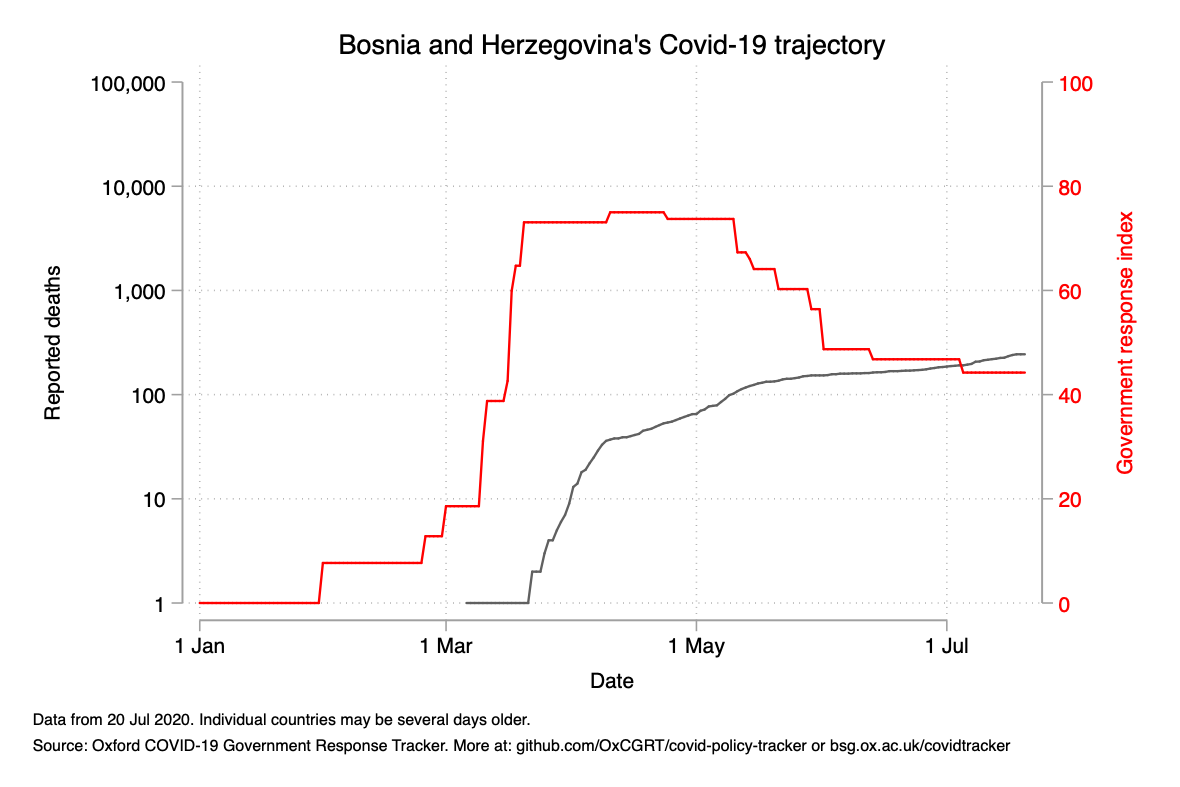 Bosnia and Herzegovina's Covid-19 trajectory
100,000
10,000
1,000
100
10
1
Reported deaths
100
80
60
40
20
0
Government response index
1 Jan
1 Mar
1 May
1 Jul
Date
Data from 20 Jul 2020. Individual countries may be several days older.
Source: Oxford COVID-19 Government Response Tracker. More at: github.com/OxCGRT/covid-policy-tracker or bsg.ox.ac.uk/covidtracker